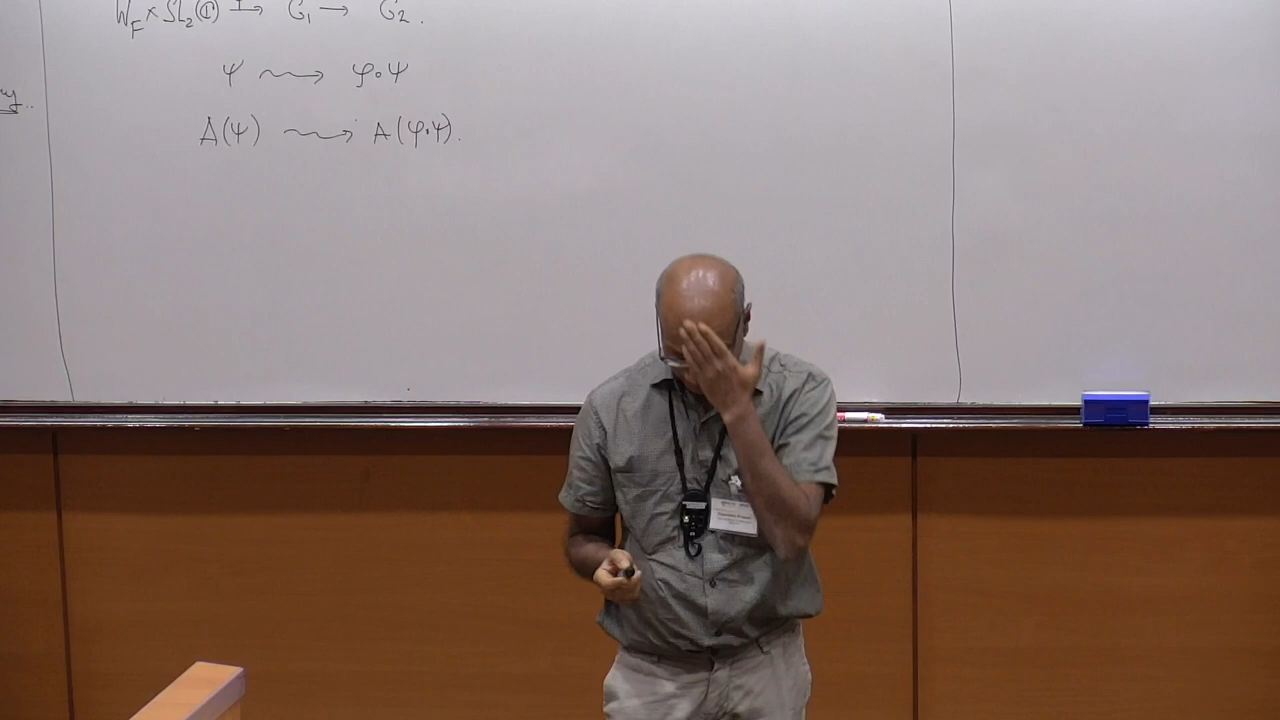 W_F × SL_2(ℂ) —Ψ→ G_1 → G_2 .
Ψ ⇝ φ∘Ψ
A(Ψ) ⇝ A(φ∘Ψ).